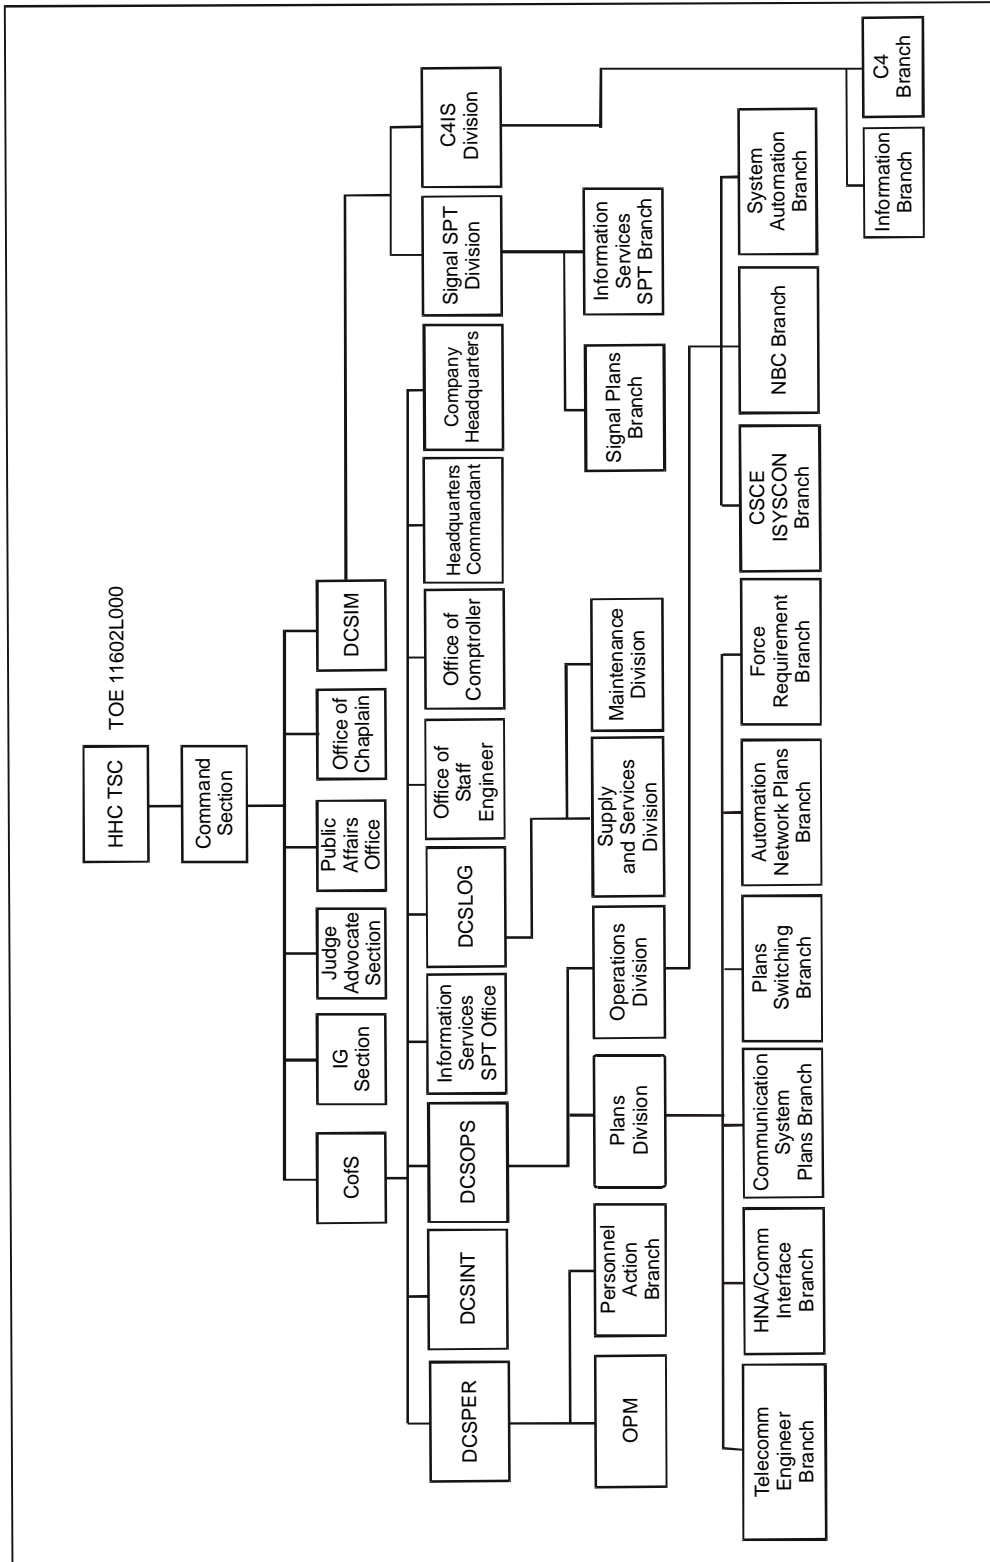 HHC TSC
TOE 11602L000
Command
Section
CofS
IG
Section
Judge
Advocate
Section
Public
Affairs
Office
Office of
Chaplain
DCSIM
DCSPER
DCSINT
DCSOPS
Information
Services
SPT Office
DCSLOG
Office of
Staff
Engineer
Office of
Comptroller
Headquarters
Commandant
Company
Headquarters
Signal SPT
Division
C4IS
Division
OPM
Personnel
Action
Branch
Plans
Division
Operations
Division
Supply
and Services
Division
Maintenance
Division
Signal Plans
Branch
Information
Services
SPT Branch
Telecomm
Engineer
Branch
HNA/Comm
Interface
Branch
Communication
System
Plans Branch
Plans
Switching
Branch
Automation
Network Plans
Branch
Force
Requirement
Branch
CSCE
ISYSCON
Branch
NBC Branch
System
Automation
Branch
Information
Branch
C4
Branch